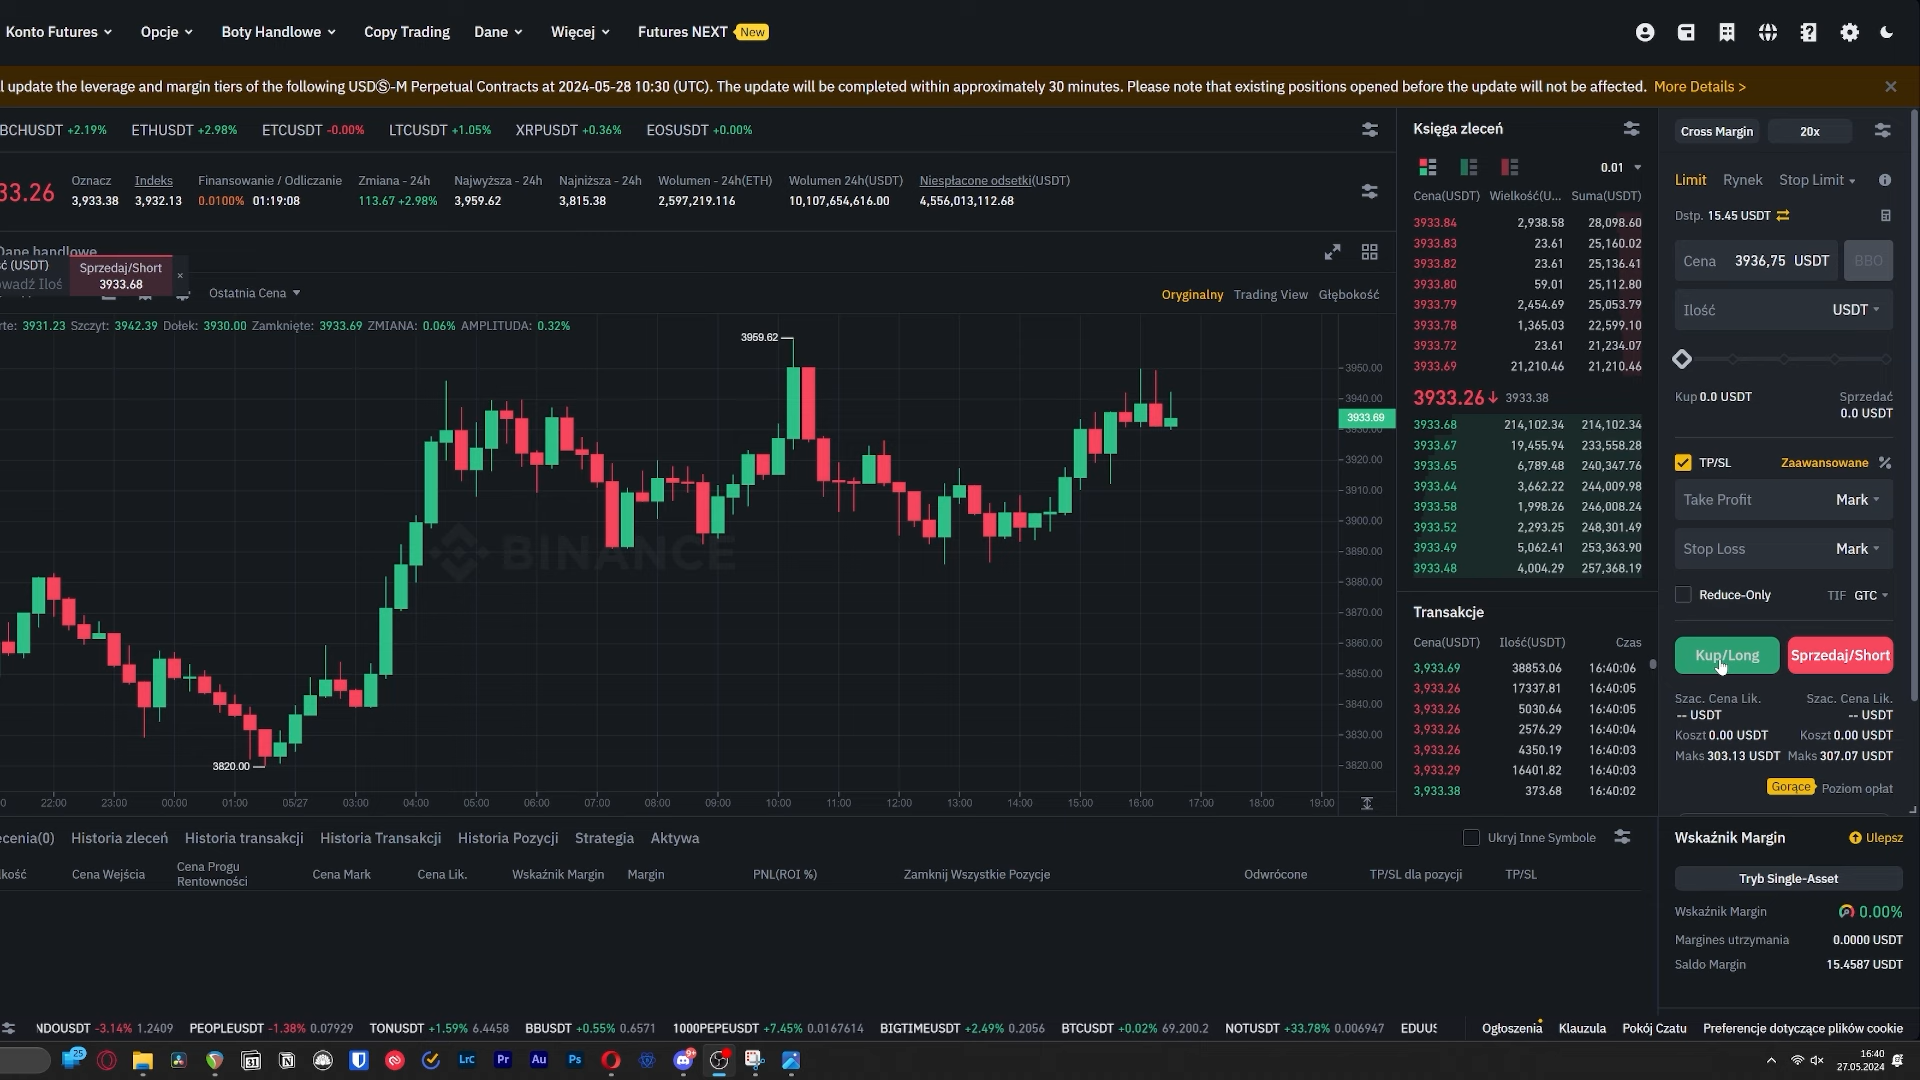 Konto Futures Opcje Boty Handlowe Copy Trading Dane Więcej Futures NEXT New
l update the leverage and margin tiers of the following USDⓈ-M Perpetual Contracts at 2024-05-28 10:30 (UTC). The update will be completed within approximately 30 minutes. Please note that existing positions opened before the update will not be affected. More Details >
BCHUSDT +2.19% ETHUSDT +2.98% ETCUSDT -0.00% LTCUSDT +1.05% XRPUSDT +0.36% EOSUSDT +0.00%
33.26
Oznacz Indeks Finansowanie / Odliczanie Zmiana - 24h Najwyższa - 24h Najniższa - 24h Wolumen - 24h(ETH) Wolumen 24h(USDT) Niespłacone odsetki(USDT)
3,933.38 3,932.13 0.0100% 01:19:08 113.67 +2.98% 3,959.62 3,815.38 2,597,219.116 10,107,654,616.00 4,556,013,112.68
Dane handlowe
ść (USDT)
owadź Iloś
Sprzedaj/Short
3933.68
Ostatnia Cena
Oryginalny Trading View Głębokość
rte: 3931.23 Szczyt: 3942.39 Dołek: 3930.00 Zamknięte: 3933.69 ZMIANA: 0.06% AMPLITUDA: 0.32%
3959.62
3820.00
BINANCE
3950.00
3940.00
3933.69
3920.00
3910.00
3900.00
3890.00
3880.00
3870.00
3860.00
3850.00
3840.00
3830.00
3820.00
22:00 23:00 00:00 01:00 05/27 03:00 04:00 05:00 06:00 07:00 08:00 09:00 10:00 11:00 12:00 13:00 14:00 15:00 16:00 17:00 18:00 19:00
Księga zleceń
0.01
Cena(USDT) Wielkość(U... Suma(USDT)
3933.84 2,938.58 28,098.60
3933.83 23.61 25,160.02
3933.82 23.61 25,136.41
3933.80 59.01 25,112.80
3933.79 2,454.69 25,053.79
3933.78 1,365.03 22,599.10
3933.72 23.61 21,234.07
3933.69 21,210.46 21,210.46
3933.26 3933.38
3933.68 214,102.34 214,102.34
3933.67 19,455.94 233,558.28
3933.65 6,789.48 240,347.76
3933.64 3,662.22 244,009.98
3933.58 1,998.26 246,008.24
3933.52 2,293.25 248,301.49
3933.49 5,062.41 253,363.90
3933.48 4,004.29 257,368.19
Transakcje
Cena(USDT) Ilość(USDT) Czas
3,933.69 38853.06 16:40:06
3,933.26 17337.81 16:40:05
3,933.26 5030.64 16:40:05
3,933.26 2576.29 16:40:04
3,933.26 4350.19 16:40:03
3,933.29 16401.82 16:40:03
3,933.38 373.68 16:40:02
Cross Margin 20x
Limit Rynek Stop Limit
Dstp. 15.45 USDT
Cena 3936,75 USDT BBO
Ilość USDT
Kup 0.0 USDT Sprzedać
0.0 USDT
TP/SL Zaawansowane
Take Profit Mark
Stop Loss Mark
Reduce-Only TIF GTC
Kup/Long Sprzedaj/Short
Szac. Cena Lik. Szac. Cena Lik.
-- USDT -- USDT
Koszt 0.00 USDT Koszt 0.00 USDT
Maks 303.13 USDT Maks 307.07 USDT
Gorące Poziom opłat
ecenia(0) Historia zleceń Historia transakcji Historia Transakcji Historia Pozycji Strategia Aktywa Ukryj Inne Symbole
lkość Cena Wejścia Cena Progu Rentowności Cena Mark Cena Lik. Wskaźnik Margin Margin PNL(ROI %) Zamknij Wszystkie Pozycje Odwrócone TP/SL dla pozycji TP/SL
Wskaźnik Margin Ulepsz
Tryb Single-Asset
Wskaźnik Margin 0.00%
Margines utrzymania 0.0000 USDT
Saldo Margin 15.4587 USDT
NDOUSDT -3.14% 1.2409 PEOPLEUSDT -1.38% 0.07929 TONUSDT +1.59% 6.4458 BBUSDT +0.55% 0.6571 1000PEPEUSDT +7.45% 0.0167614 BIGTIMEUSDT +2.49% 0.2056 BTCUSDT +0.02% 69.200.2 NOTUSDT +33.78% 0.006947 EDUUS Ogłoszenia Klauzula Pokój Czatu Preferencje dotyczące plików cookie
25 31 LrC Pr Au Ps 16:40
27.05.2024